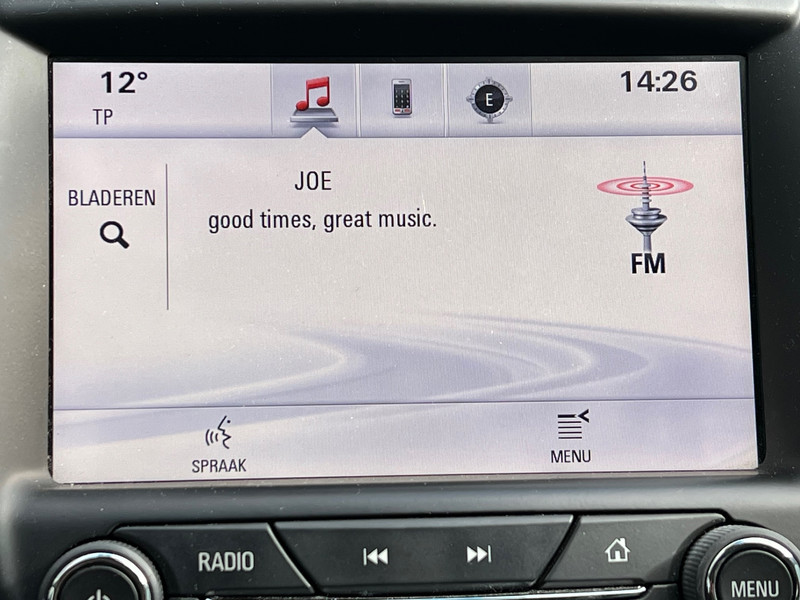 12°
TP
E
14:26
BLADEREN
JOE
good times, great music.
FM
SPRAAK
MENU
RADIO
MENU